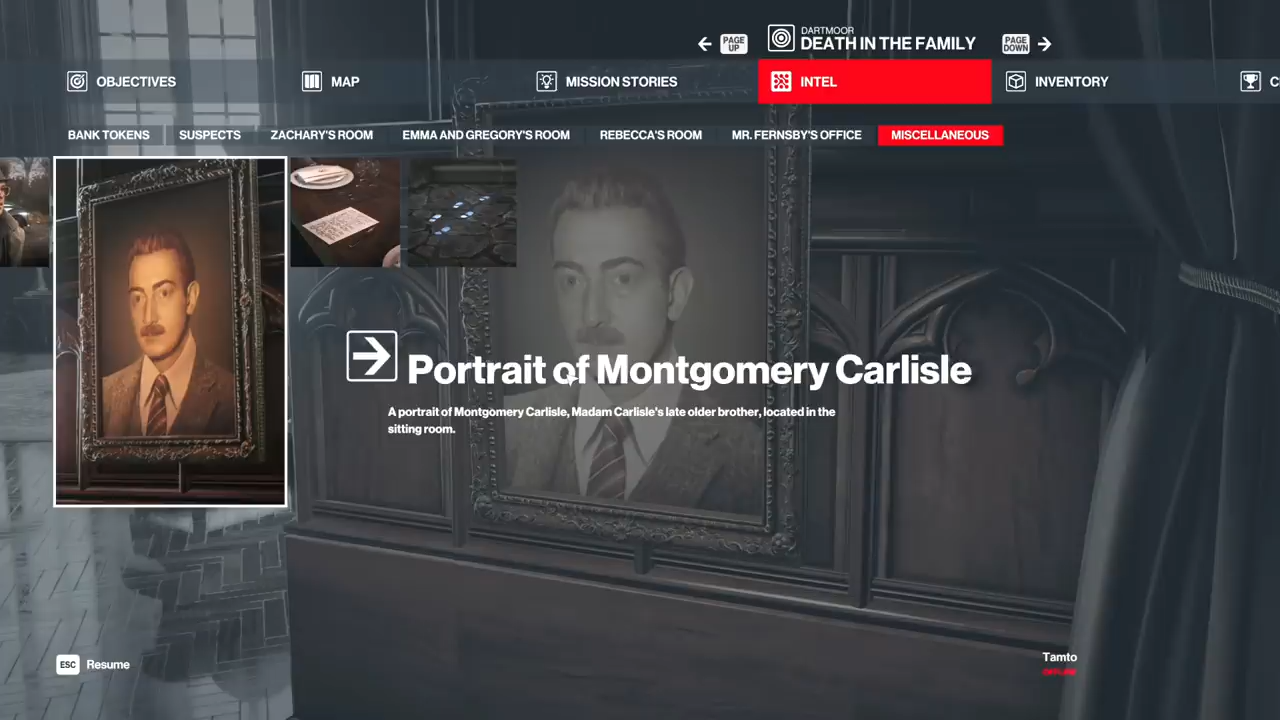 PAGE UP
DARTMOOR
DEATH IN THE FAMILY
PAGE DOWN
OBJECTIVES
MAP
MISSION STORIES
INTEL
INVENTORY
C
BANK TOKENS
SUSPECTS
ZACHARY'S ROOM
EMMA AND GREGORY'S ROOM
REBECCA'S ROOM
MR. FERNSBY'S OFFICE
MISCELLANEOUS
Portrait of Montgomery Carlisle
A portrait of Montgomery Carlisle, Madam Carlisle's late older brother, located in the
sitting room.
ESC Resume
Tamto
OFFLINE